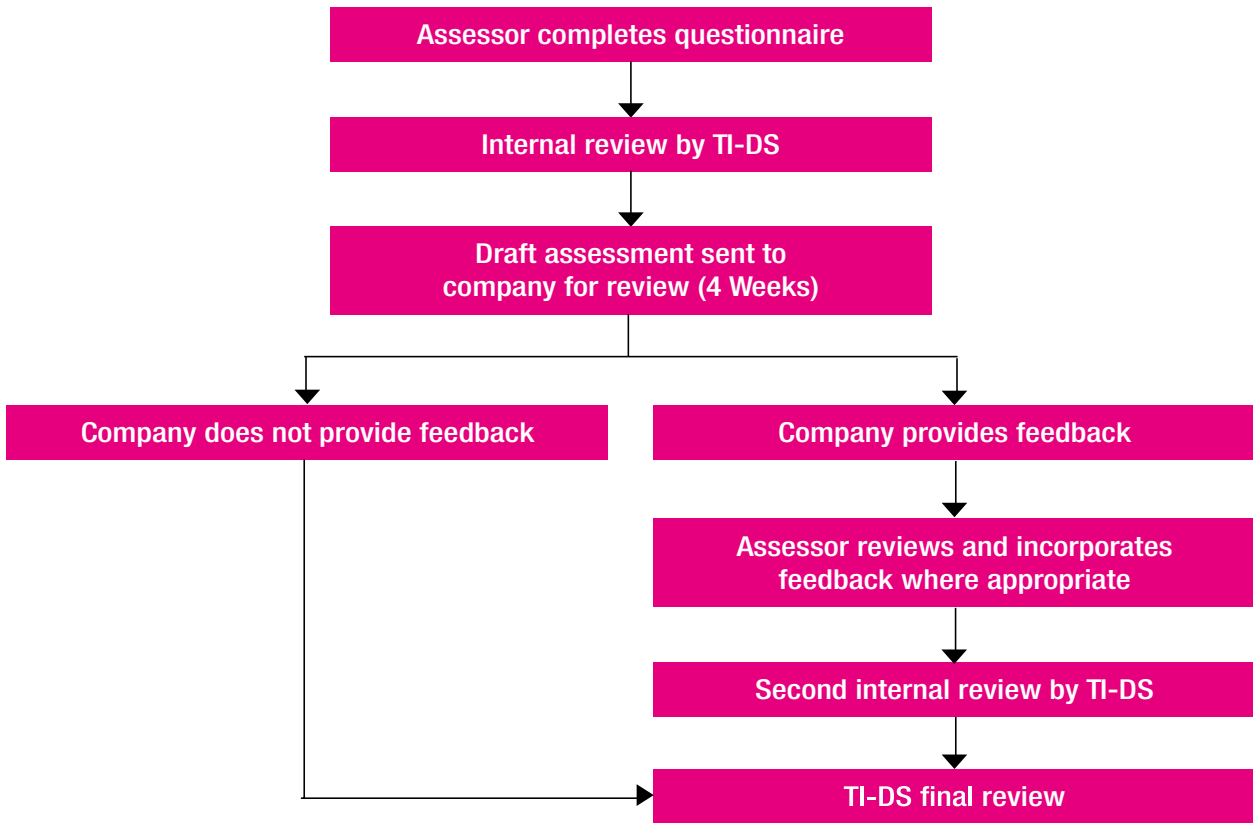 Assessor completes questionnaire
Internal review by TI-DS
Draft assessment sent to
company for review (4 Weeks)
Company does not provide feedback
Company provides feedback
Assessor reviews and incorporates
feedback where appropriate
Second internal review by TI-DS
TI-DS final review